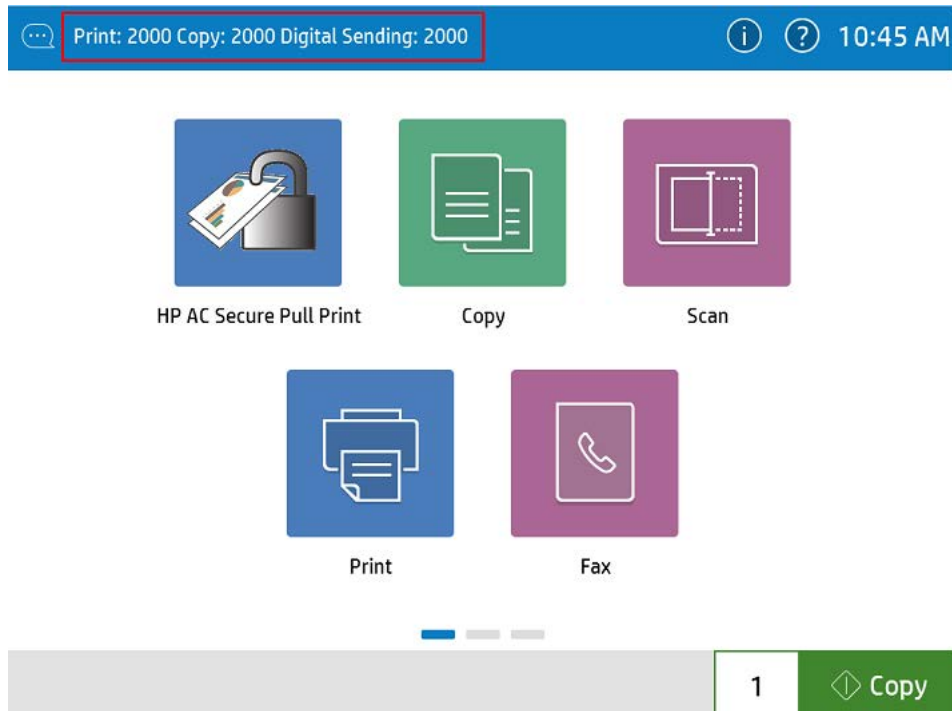 Print: 2000 Copy: 2000 Digital Sending: 2000
i ? 10:45 AM
HP AC Secure Pull Print
Copy
Scan
Print
Fax
1
Copy